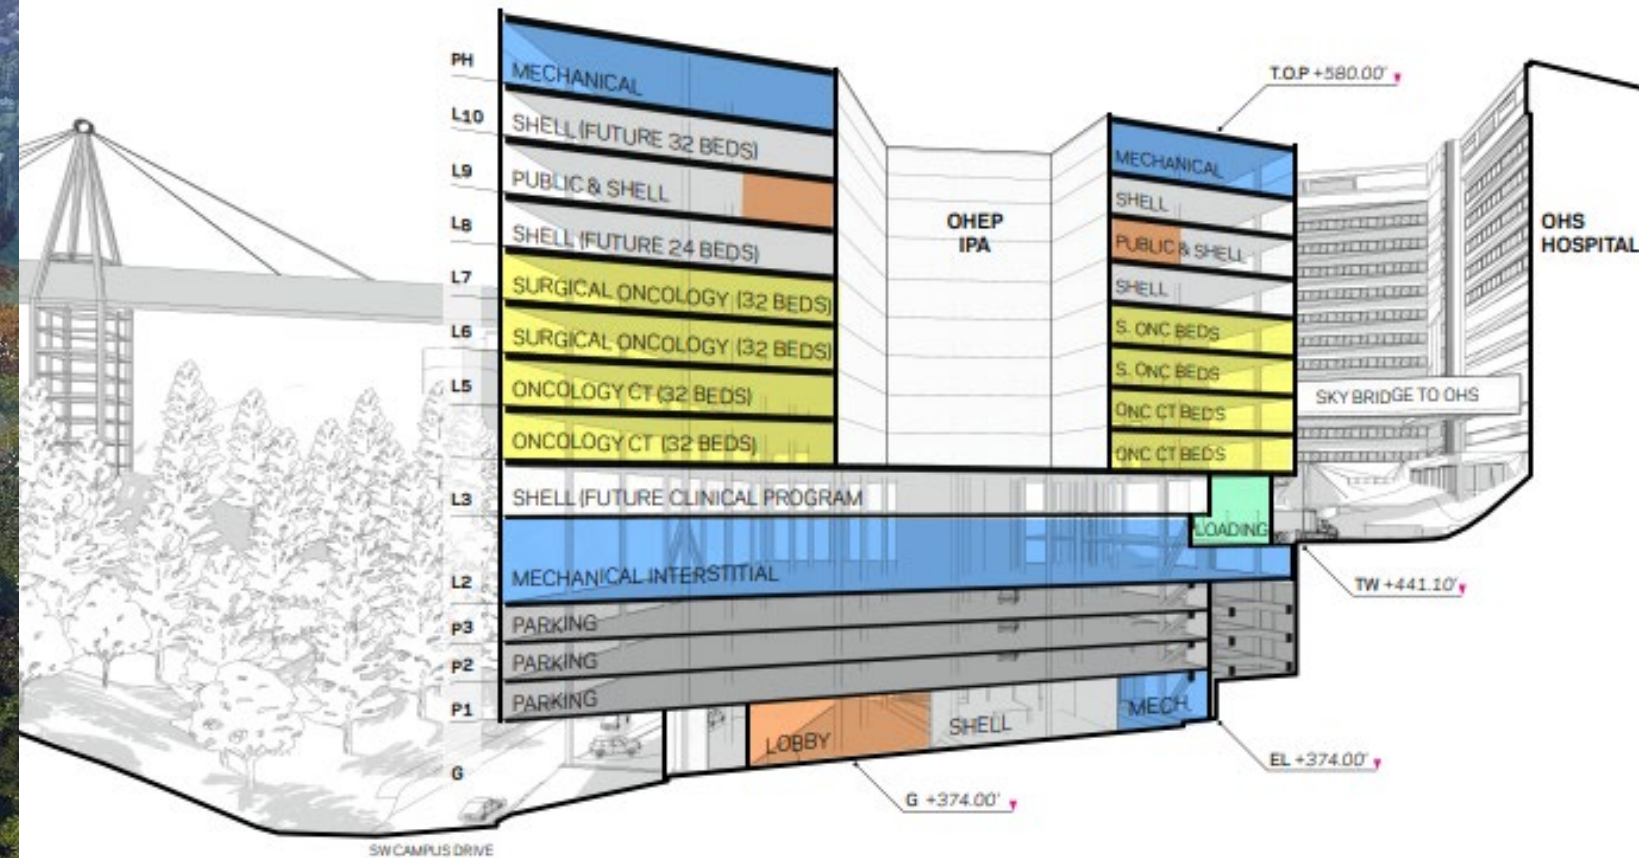 PH
MECHANICAL
L10
SHELL (FUTURE 32 BEDS)
L9
PUBLIC & SHELL
L8
SHELL (FUTURE 24 BEDS)
L7
SURGICAL ONCOLOGY (32 BEDS)
L6
SURGICAL ONCOLOGY (32 BEDS)
L5
ONCOLOGY CT (32 BEDS)
ONCOLOGY CT (32 BEDS)
L3
SHELL (FUTURE CLINICAL PROGRAM
L2
MECHANICAL INTERSTITIAL
P3
PARKING
P2
PARKING
P1
PARKING
G
LOBBY
SHELL
MECH.
OHEP
IPA
T.O.P +580.00'
MECHANICAL
SHELL
PUBLIC & SHELL
SHELL
S. ONC BEDS
S. ONC BEDS
ONC CT BEDS
ONC CT BEDS
LOADING
SKY BRIDGE TO OHS
OHS
HOSPITAL
TW +441.10'
EL +374.00'
G +374.00'
SW CAMPUS DRIVE